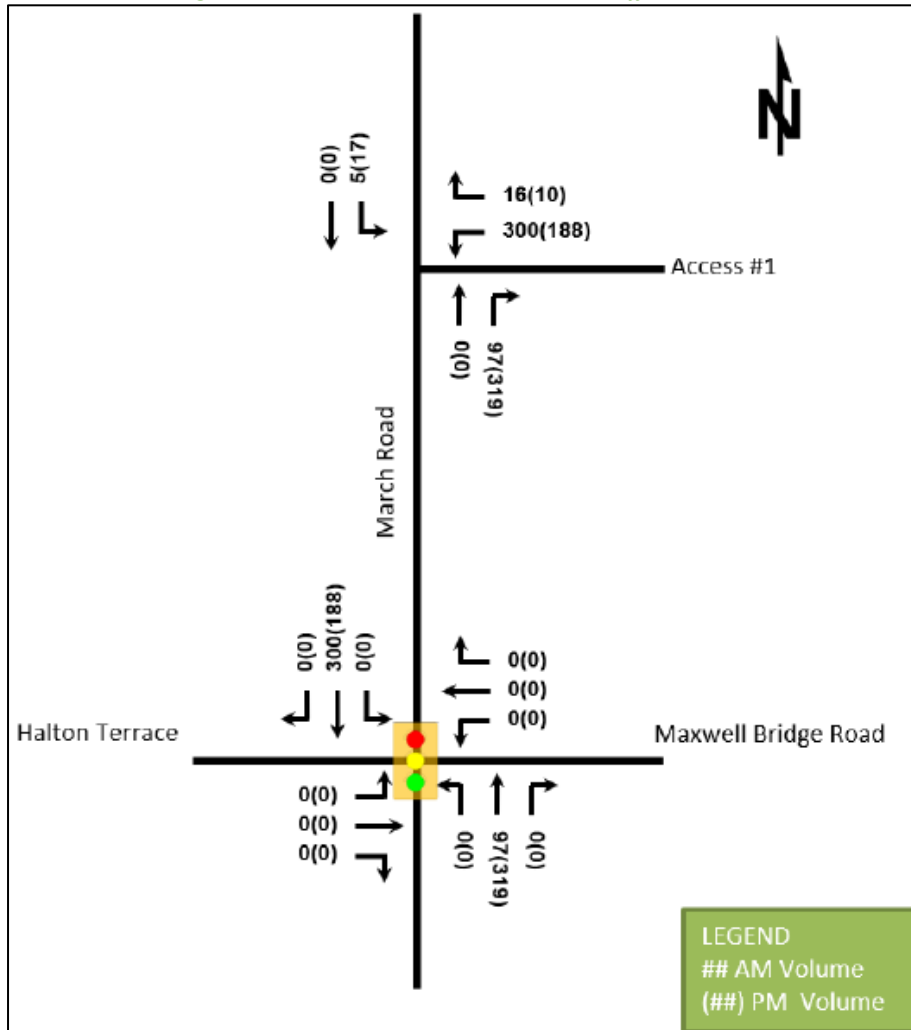 N
0(0)
5(17)
16(10)
300(188)
Access #1
0(0)
97(319)
March Road
0(0)
300(188)
0(0)
0(0)
0(0)
0(0)
Halton Terrace
Maxwell Bridge Road
0(0)
0(0)
0(0)
0(0)
97(319)
0(0)
LEGEND
## AM Volume
(##) PM Volume